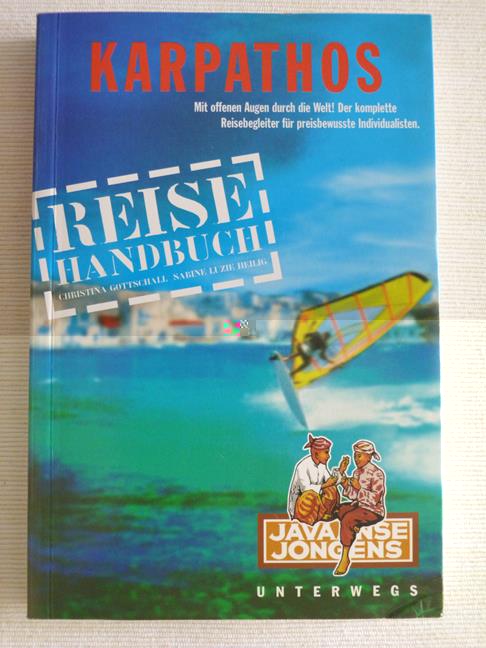 KARPATHOS
Mit offenen Augen durch die Welt! Der komplette
Reisebegleiter für preisbewusste Individualisten.
REISE
HANDBUCH
CHRISTINA GOTTSCHALL SABINE LUZIE HEILIG
JAVAANSE
JONGENS
UNTERWEGS